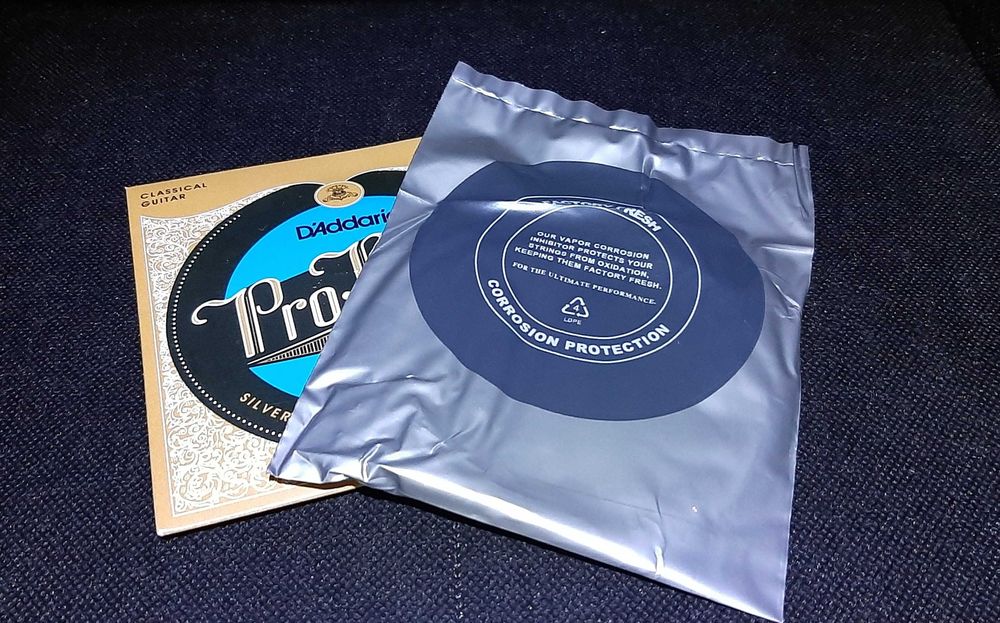 CLASSICAL
GUITAR
D'Addario
Pro-
SILVER
FACTORY FRESH
OUR VAPOR CORROSION
INHIBITOR PROTECTS YOUR
STRINGS FROM OXIDATION,
KEEPING THEM FACTORY FRESH.
FOR THE ULTIMATE PERFORMANCE.
4
LDPE
CORROSION PROTECTION